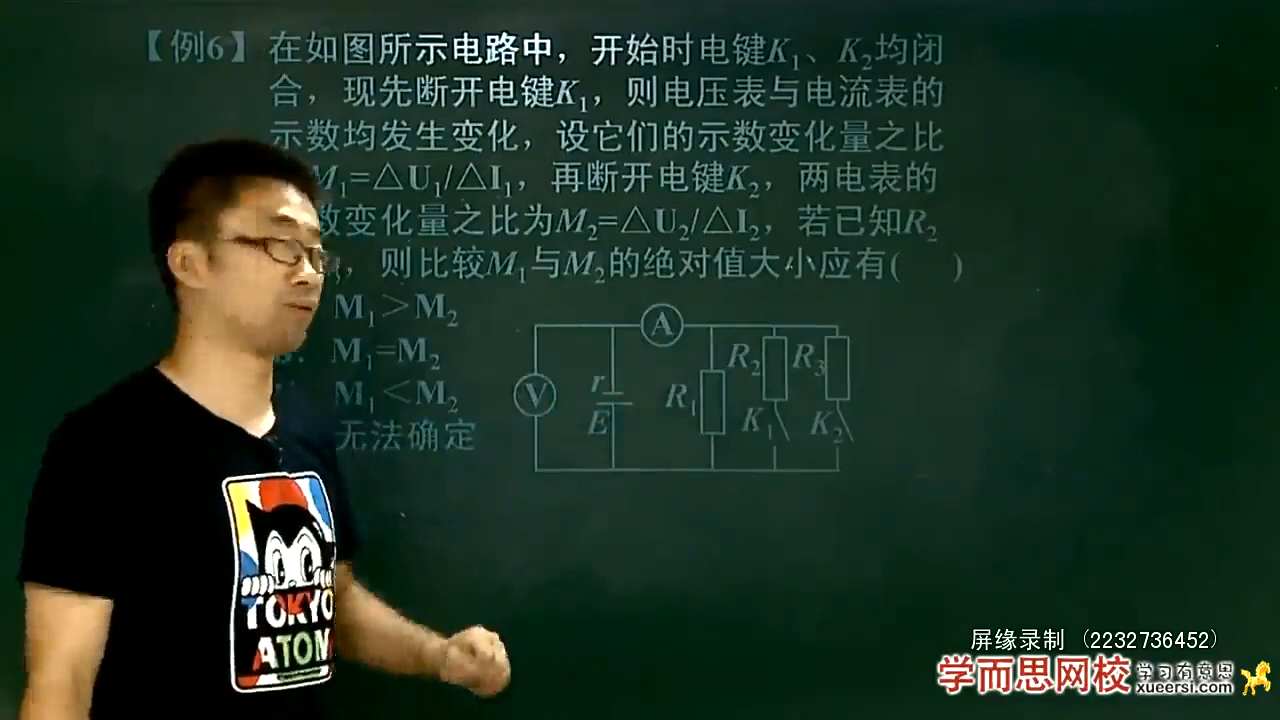 【例6】在如图所示电路中，开始时电键K₁、K₂均闭
合，现先断开电键K₁，则电压表与电流表的
示数均发生变化，设它们的示数变化量之比
M₁=△U₁/△I₁，再断开电键K₂，两电表的
数变化量之比为M₂=△U₂/△I₂，若已知R₂
，则比较M₁与M₂的绝对值大小应有(　)
M₁>M₂
M₁=M₂
M₁<M₂
无法确定
A
V
r
E
R₁
R₂
R₃
K₁
K₂
TOKYO
ATOM
屏缘录制 (2232736452)
学而思网校 学习有意思
xueersi.com